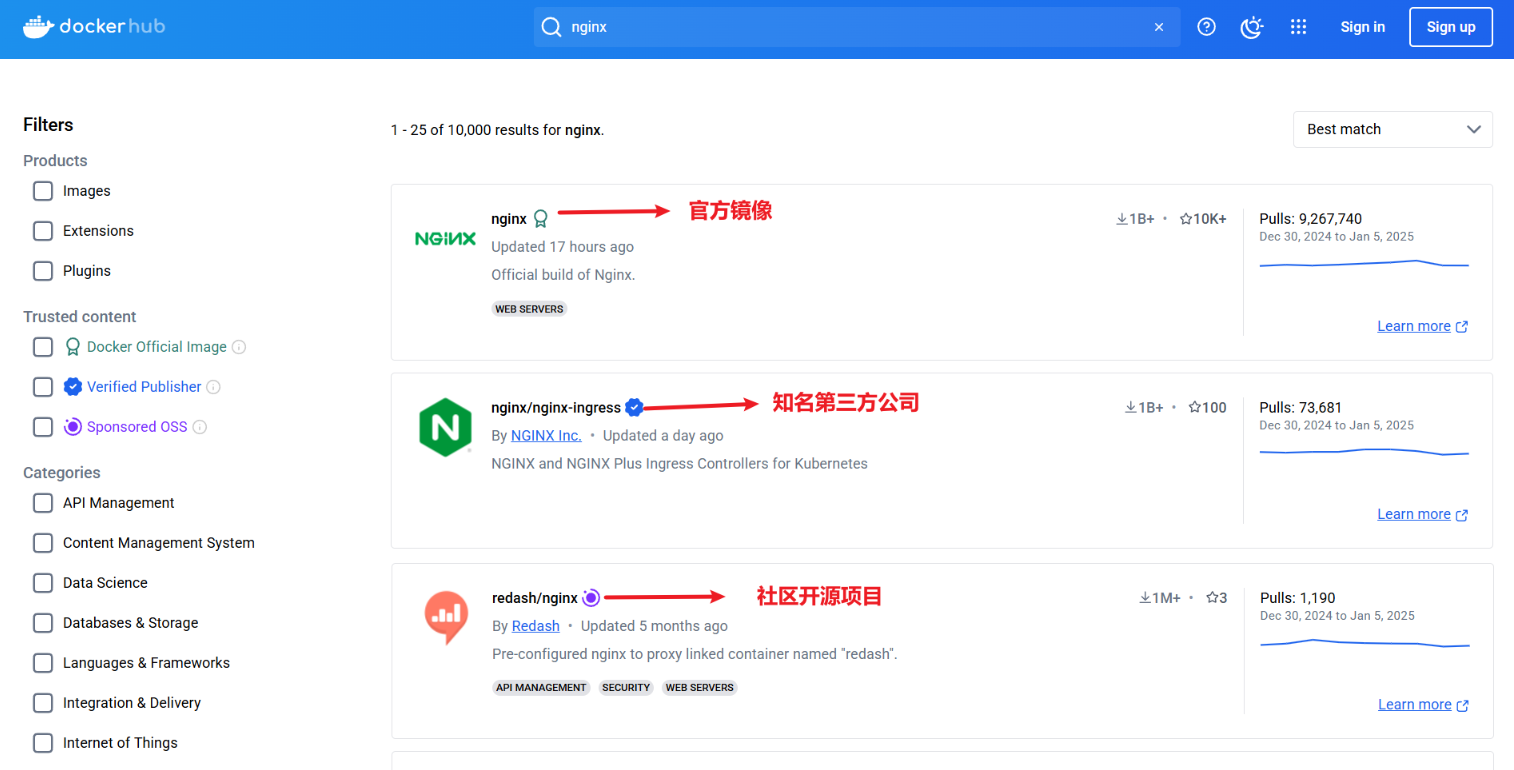 dockerhub
nginx
Sign in
Sign up
Filters
Products
Images
Extensions
Plugins
Trusted content
Docker Official Image
Verified Publisher
Sponsored OSS
Categories
API Management
Content Management System
Data Science
Databases & Storage
Languages & Frameworks
Integration & Delivery
Internet of Things
1 - 25 of 10,000 results for nginx.
Best match
NGINX
nginx
官方镜像
1B+ • 10K+
Updated 17 hours ago
Official build of Nginx.
WEB SERVERS
Pulls: 9,267,740
Dec 30, 2024 to Jan 5, 2025
Learn more
N
nginx/nginx-ingress
知名第三方公司
1B+ • 100
By NGINX Inc. • Updated a day ago
NGINX and NGINX Plus Ingress Controllers for Kubernetes
Pulls: 73,681
Dec 30, 2024 to Jan 5, 2025
Learn more
redash/nginx
社区开源项目
1M+ • 3
By Redash • Updated 5 months ago
Pre-configured nginx to proxy linked container named "redash".
API MANAGEMENT SECURITY WEB SERVERS
Pulls: 1,190
Dec 30, 2024 to Jan 5, 2025
Learn more